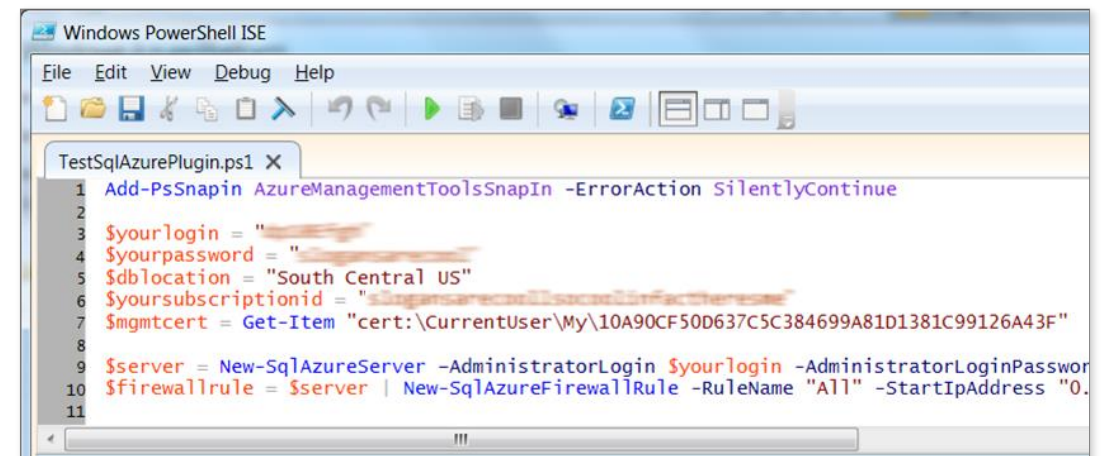 Windows PowerShell ISE
File Edit View Debug Help
TestSqlAzurePlugin.ps1 X
1 Add-PsSnapin AzureManagementToolsSnapIn -ErrorAction SilentlyContinue
2
3 $yourlogin = "
4 $yourpassword = "
5 $dblocation = "South Central US"
6 $yoursubscriptionid = "
7 $mgmtcert = Get-Item "cert:\CurrentUser\My\10A90CF50D637C5C384699A81D1381C99126A43F"
8
9 $server = New-SqlAzureServer -AdministratorLogin $yourlogin -AdministratorLoginPasswor
10 $firewallrule = $server | New-SqlAzureFirewallRule -RuleName "All" -StartIpAddress "0.
11